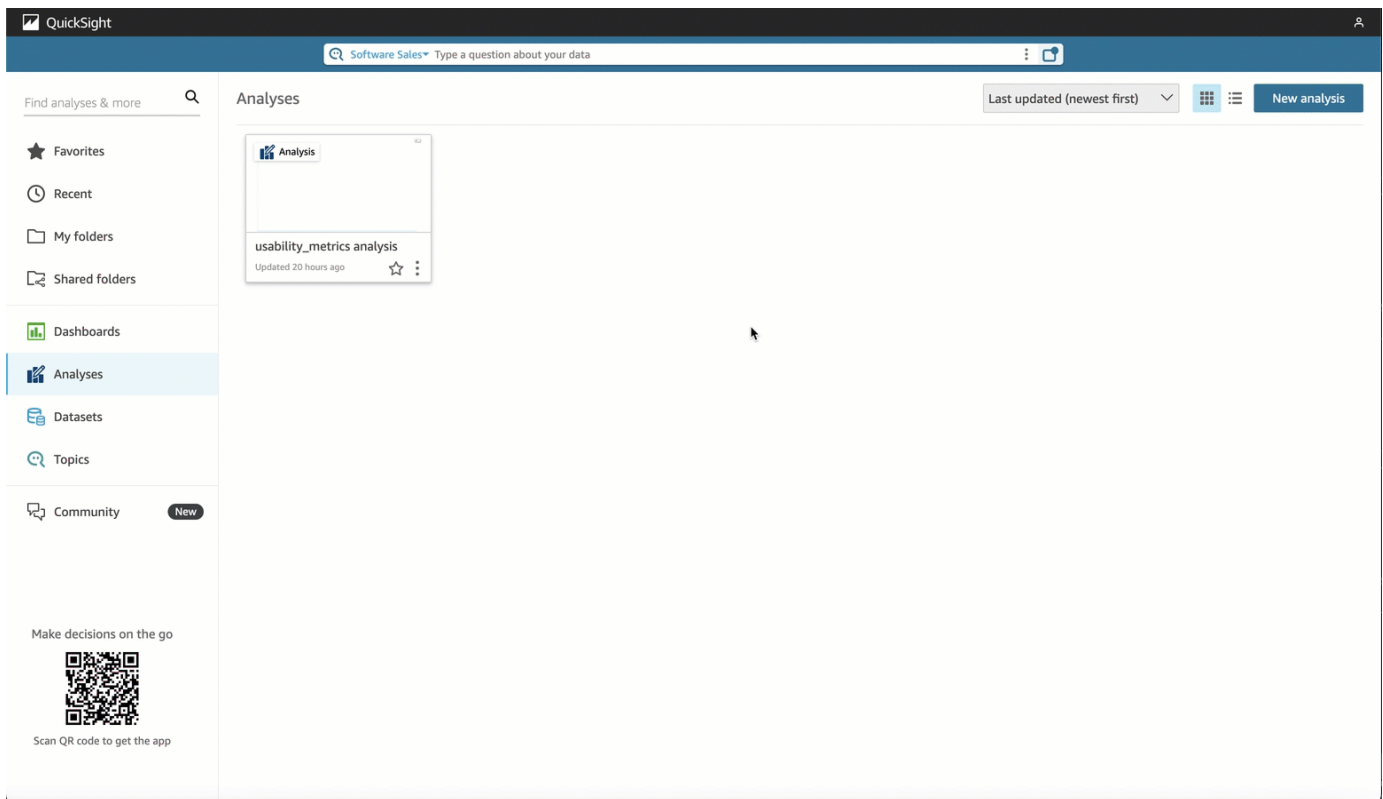 QuickSight
Software Sales Type a question about your data
Find analyses & more
Analyses
Last updated (newest first)
New analysis
Favorites
Recent
My folders
Shared folders
Dashboards
Analyses
Datasets
Topics
Community
New
Analysis
usability_metrics analysis
Updated 20 hours ago
Make decisions on the go
Scan QR code to get the app